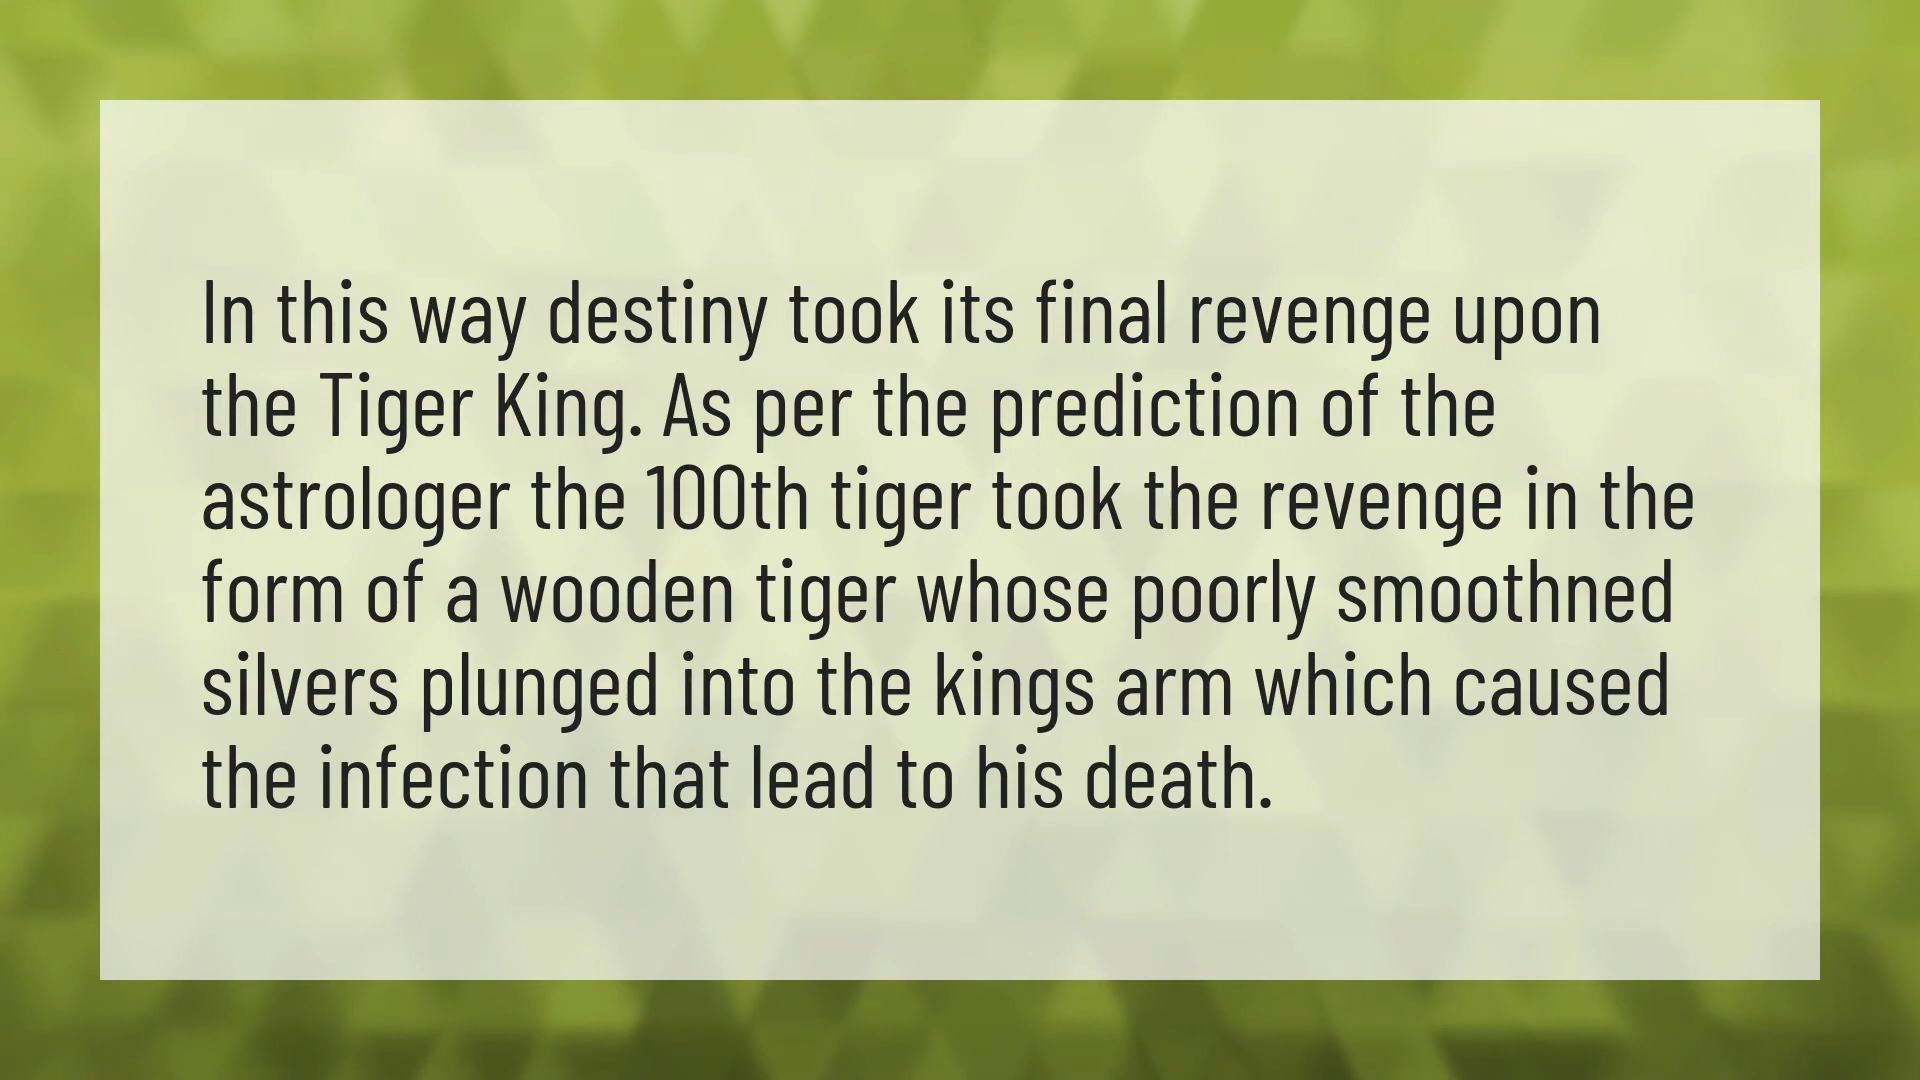 In this way destiny took its final revenge upon
the Tiger King. As per the prediction of the
astrologer the 100th tiger took the revenge in the
form of a wooden tiger whose poorly smoothned
silvers plunged into the kings arm which caused
the infection that lead to his death.